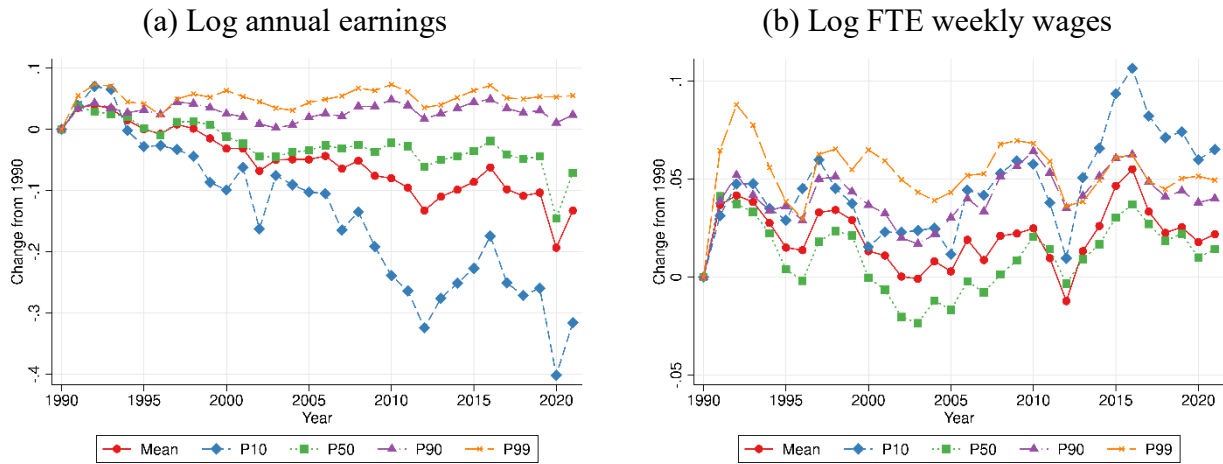 (a) Log annual earnings
Change from 1990
.1
0
-.1
-.2
-.3
-.4
1990 1995 2000 2005 2010 2015 2020
Year
Mean P10 P50 P90 P99
(b) Log FTE weekly wages
Change from 1990
.1
.05
0
-.05
1990 1995 2000 2005 2010 2015 2020
Year
Mean P10 P50 P90 P99